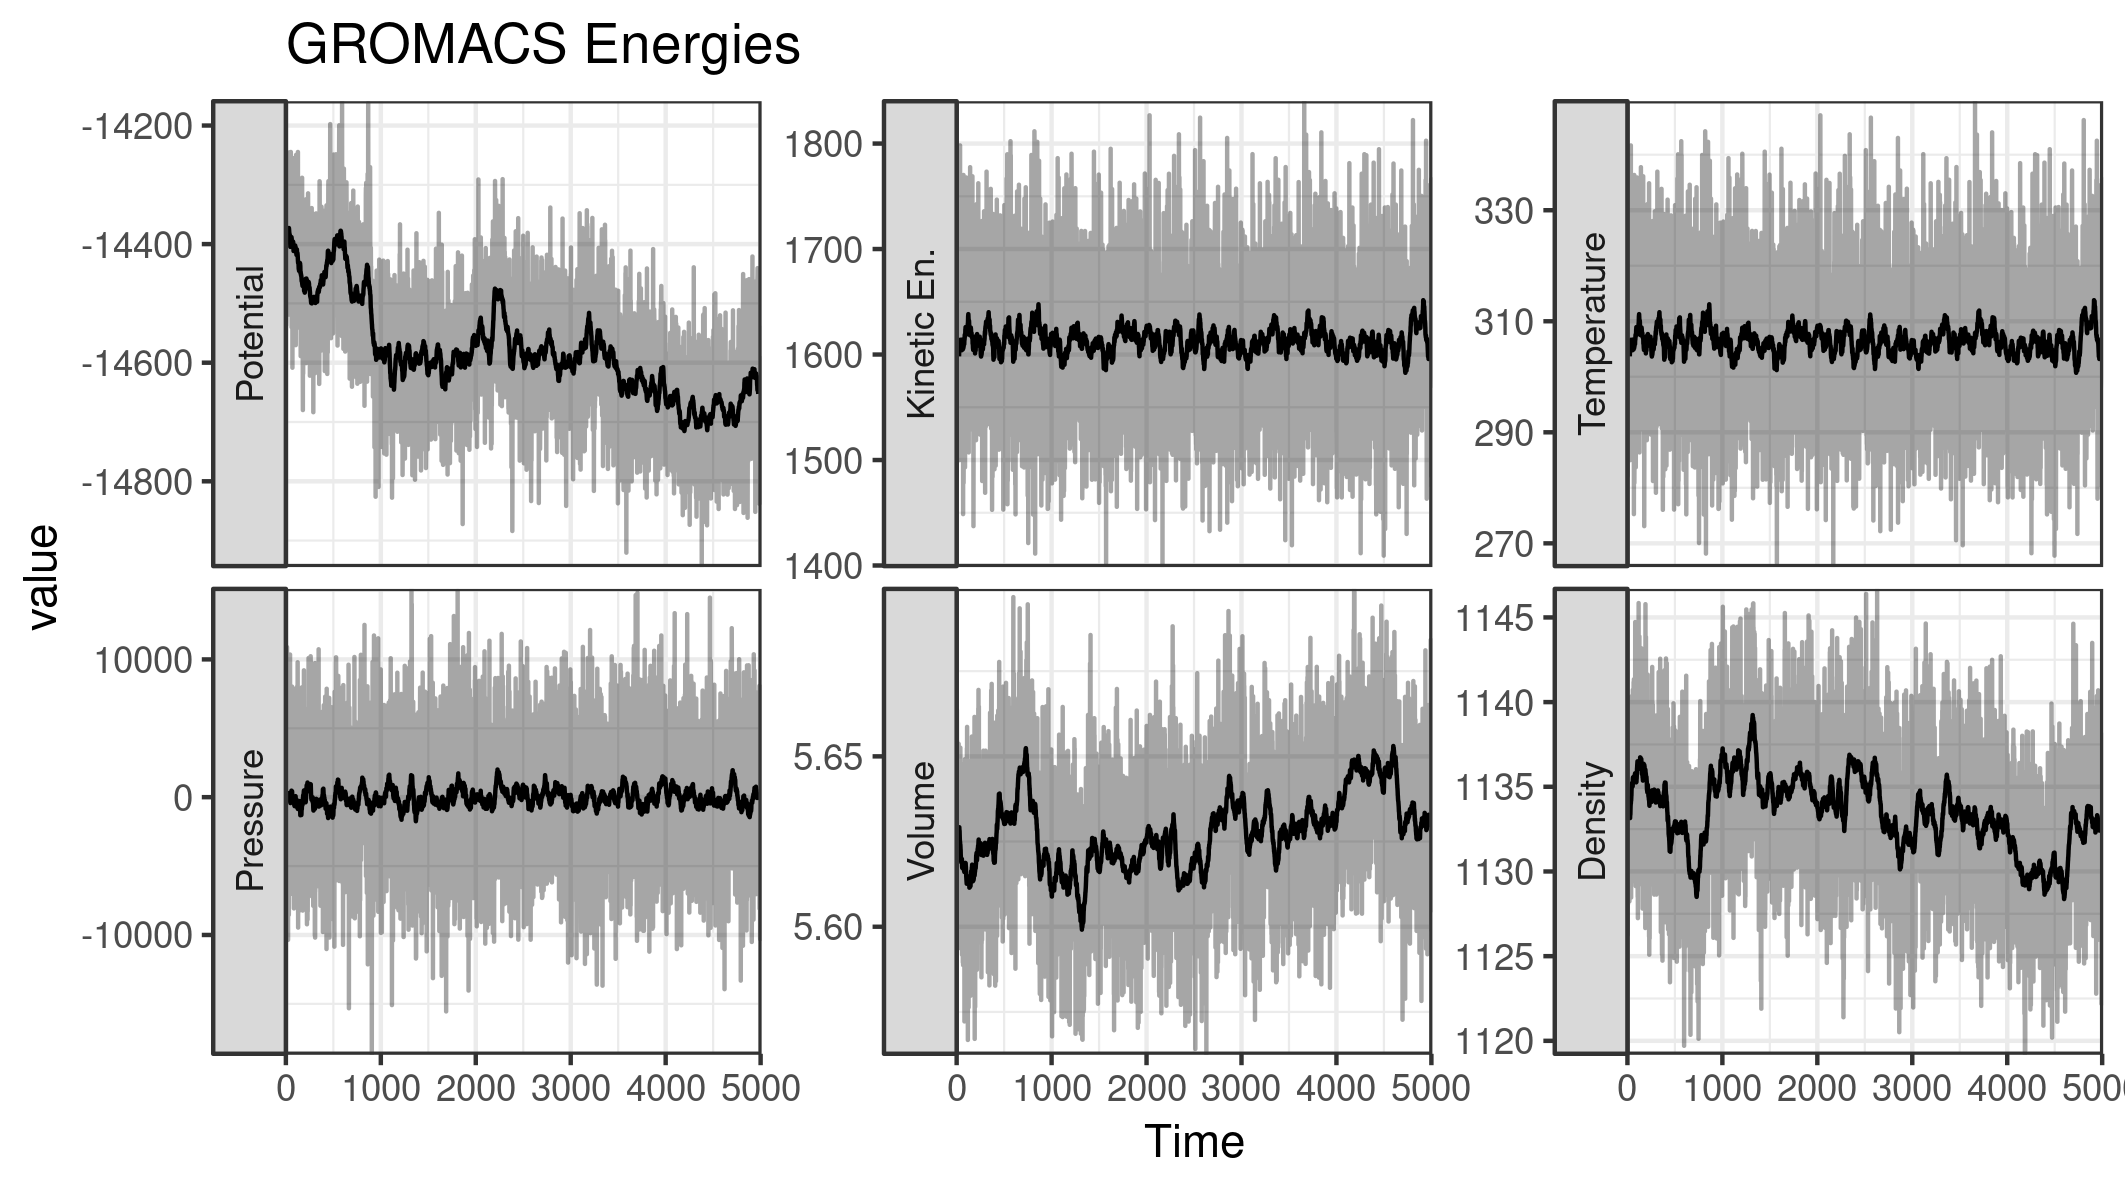 GROMACS Energies
value
Potential
-14200
-14400
-14600
-14800
Kinetic En.
1800
1700
1600
1500
1400
Temperature
330
310
290
270
Pressure
10000
0
-10000
Volume
5.65
5.60
Density
1145
1140
1135
1130
1125
1120
0 1000 2000 3000 4000 5000
0 1000 2000 3000 4000 5000
0 1000 2000 3000 4000 5000
Time